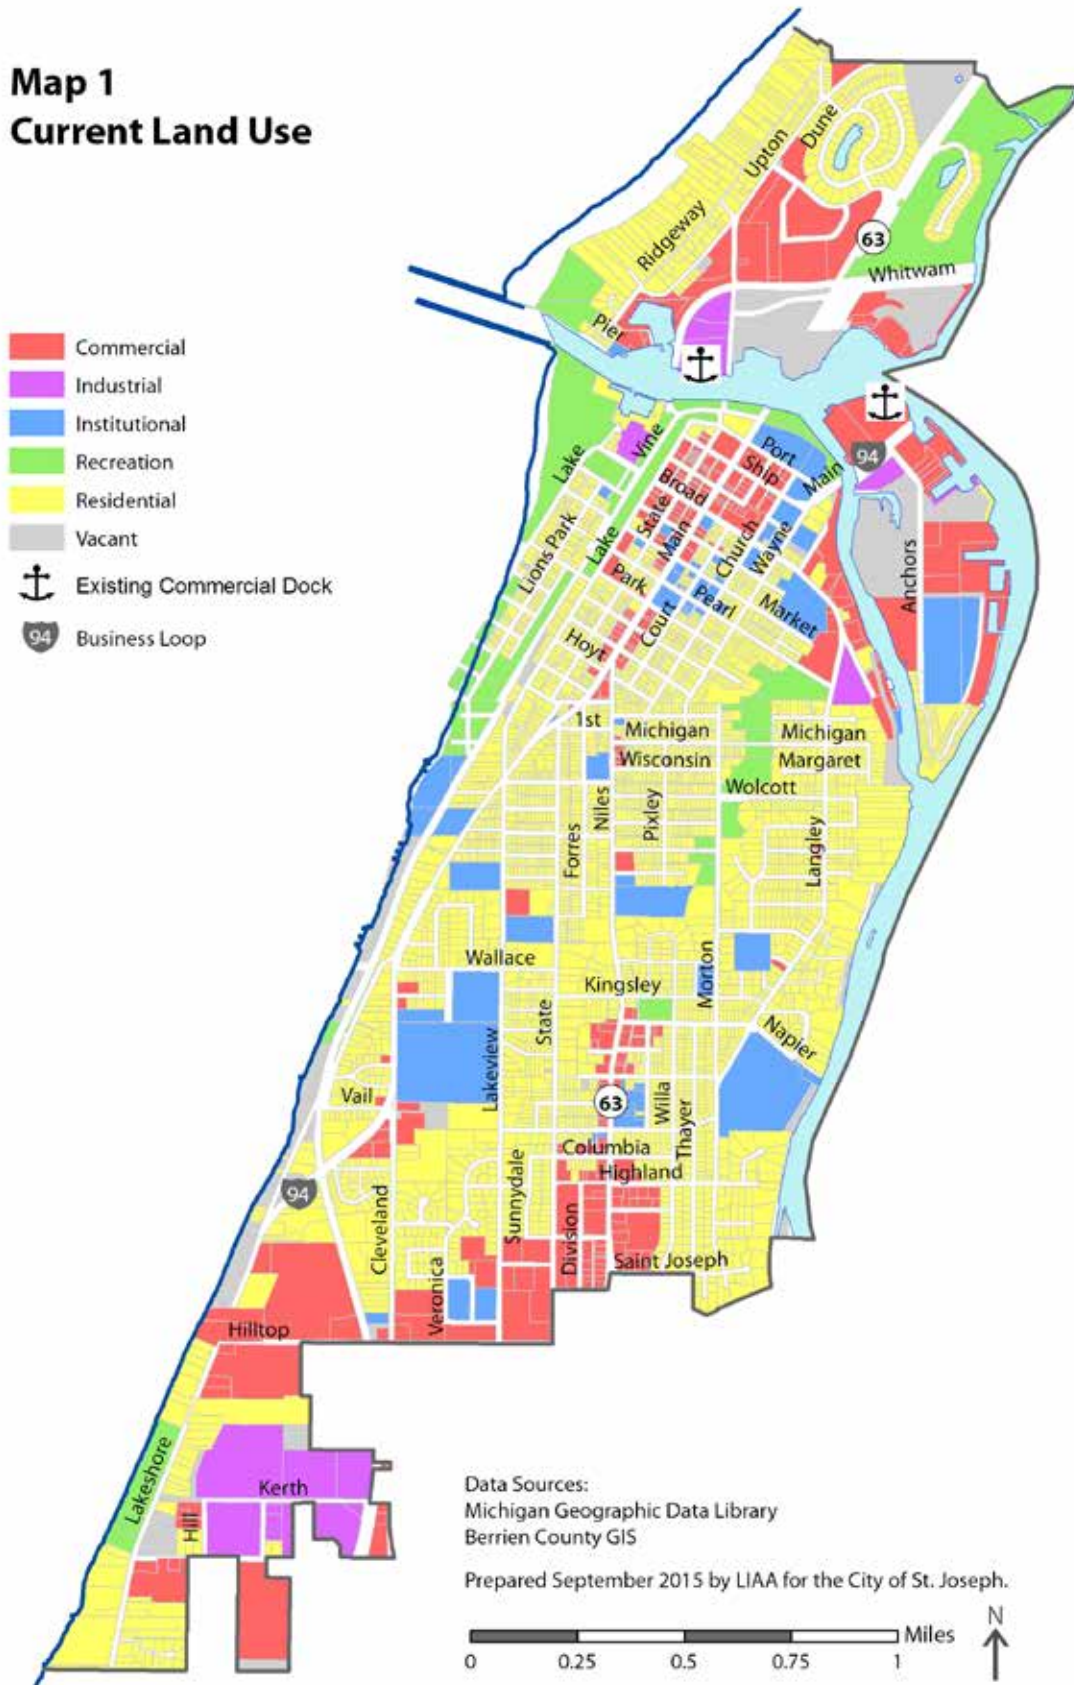 Map 1
Current Land Use
Commercial
Industrial
Institutional
Recreation
Residential
Vacant
Existing Commercial Dock
94 Business Loop
Dune
Upton
Ridgeway
63
Whitwam
Pier
Vine
Port
Lake
Ship
Main
94
Broad
State
Lions Park
Lake
Main
Church
Wayne
Park
Pearl
Market
Anchors
Court
Hoyt
1st
Michigan
Michigan
Wisconsin
Margaret
Wolcott
Niles
Pixley
Forres
Langley
Wallace
Kingsley
Morton
State
Napier
Lakeview
Vail
63
Willa
Thayer
Columbia
Highland
94
Cleveland
Sunnydale
Division
Saint Joseph
Veronica
Hilltop
Lakeshore
Kerth
Hill
Data Sources:
Michigan Geographic Data Library
Berrien County GIS
Prepared September 2015 by LIAA for the City of St. Joseph.
N
Miles
0 0.25 0.5 0.75 1